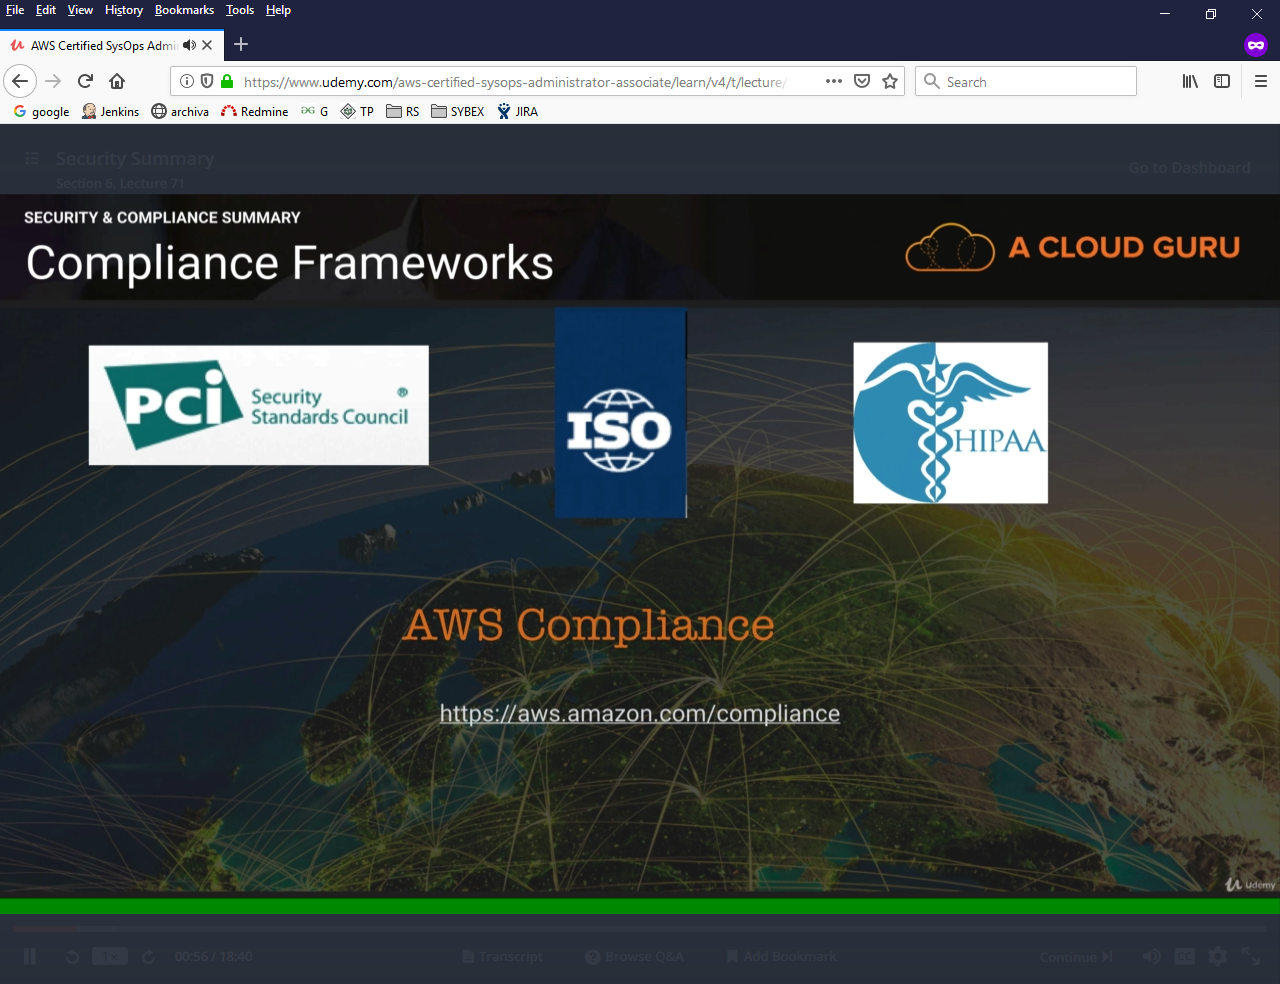 File Edit View History Bookmarks Tools Help
AWS Certified SysOps Admi
https://www.udemy.com/aws-certified-sysops-administrator-associate/learn/v4/t/lecture/
Search
google Jenkins archiva Redmine G TP RS SYBEX JIRA
Security Summary
Section 6, Lecture 71
Go to Dashboard
SECURITY & COMPLIANCE SUMMARY
Compliance Frameworks
A CLOUD GURU
PCi Security Standards Council ®
ISO
HIPAA
AWS Compliance
https://aws.amazon.com/compliance
Udemy
00:56 / 18:40 Transcript Browse Q&A Add Bookmark Continue CC